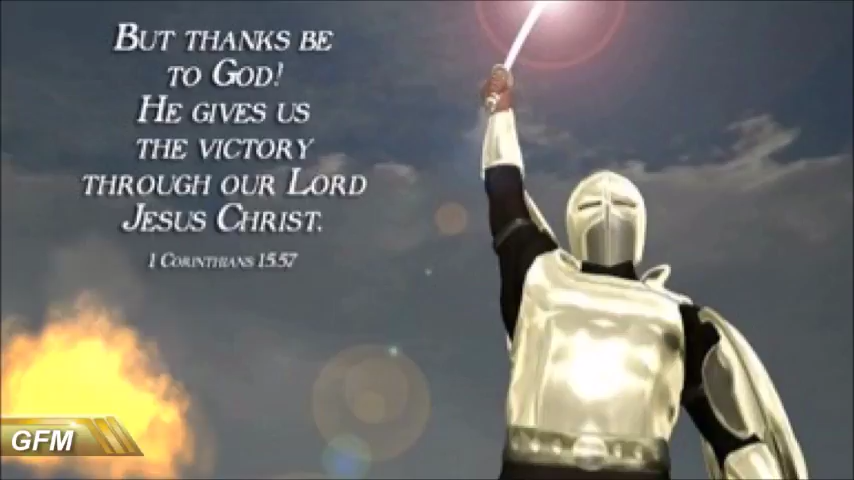 But thanks be
to God!
He gives us
the victory
through our Lord
Jesus Christ.
1 Corinthians 15:57
GFM